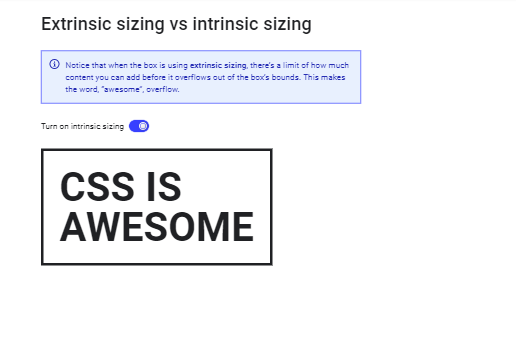 Extrinsic sizing vs intrinsic sizing
Notice that when the box is using extrinsic sizing, there's a limit of how much
content you can add before it overflows out of the box's bounds. This makes
the word, "awesome", overflow.
Turn on intrinsic sizing
CSS IS
AWESOME